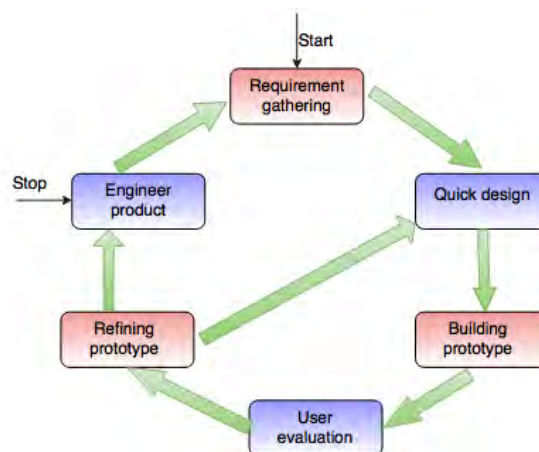 Start
Requirement
gathering
Stop
Engineer
product
Quick design
Refining
prototype
Building
prototype
User
evaluation